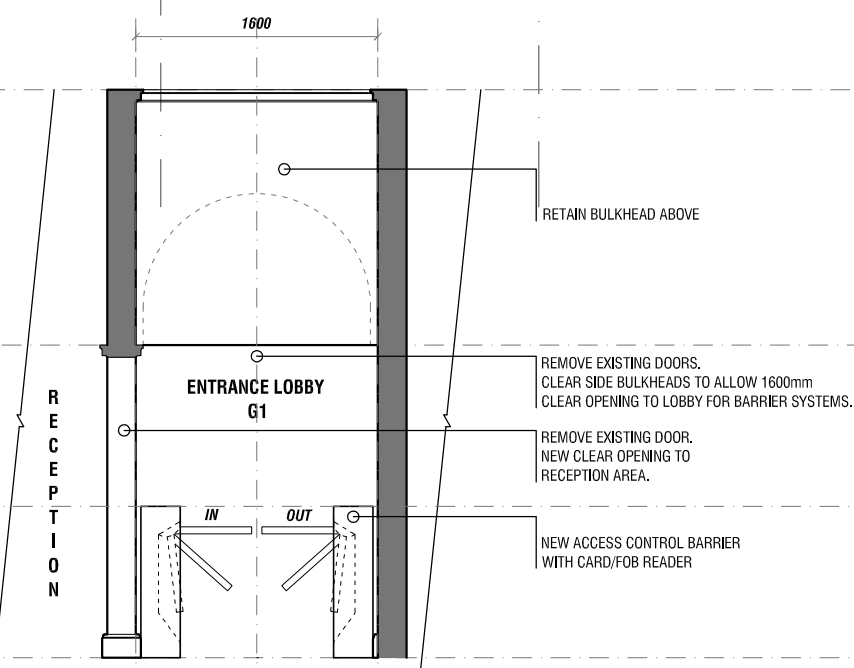 1600
RETAIN BULKHEAD ABOVE
REMOVE EXISTING DOORS.
CLEAR SIDE BULKHEADS TO ALLOW 1600mm
CLEAR OPENING TO LOBBY FOR BARRIER SYSTEMS.
ENTRANCE LOBBY
G1
RECEPTION
REMOVE EXISTING DOOR.
NEW CLEAR OPENING TO
RECEPTION AREA.
IN
OUT
NEW ACCESS CONTROL BARRIER
WITH CARD/FOB READER